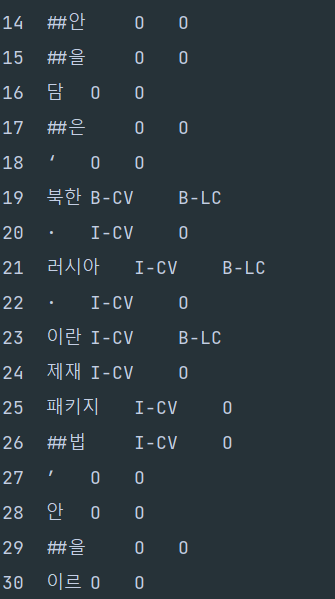 14 ##안 O O
15 ##을 O O
16 담 O O
17 ##은 O O
18 ‘ O O
19 북한 B-CV B-LC
20 · I-CV O
21 러시아 I-CV B-LC
22 · I-CV O
23 이란 I-CV B-LC
24 제재 I-CV O
25 패키지 I-CV O
26 ##법 I-CV O
27 ’ O O
28 안 O O
29 ##을 O O
30 이르 O O